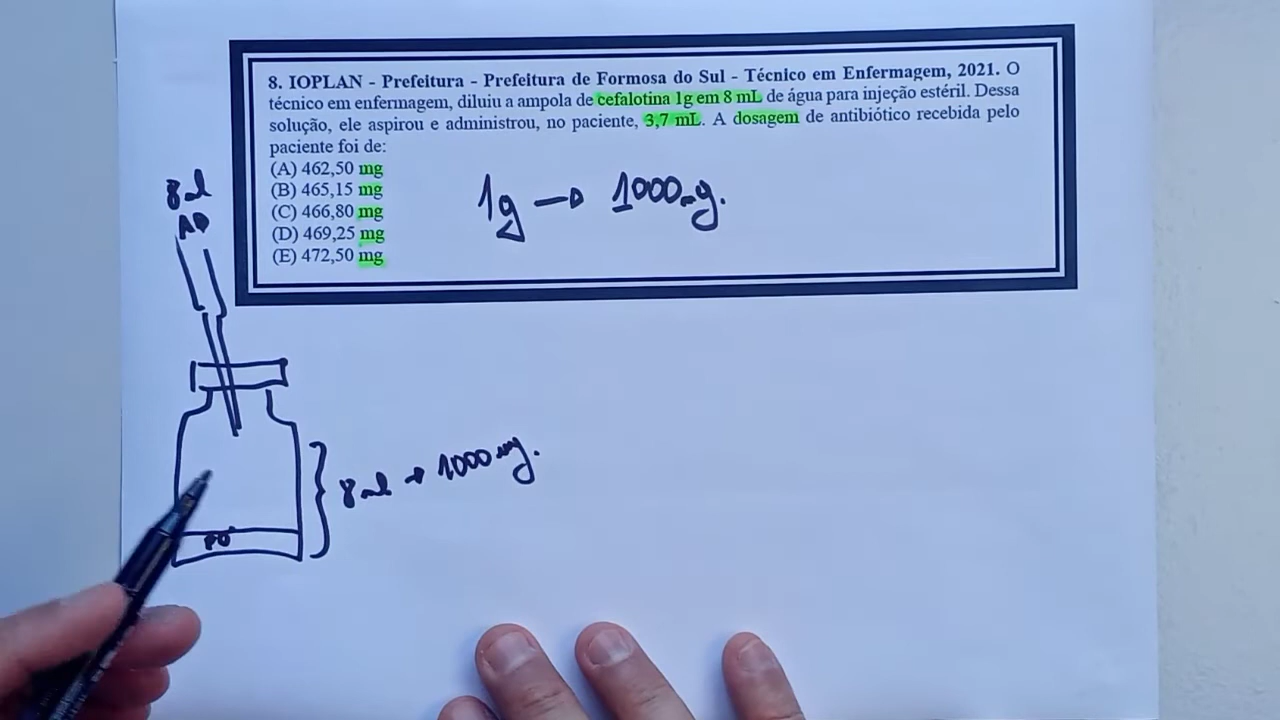 8. IOPLAN - Prefeitura - Prefeitura de Formosa do Sul - Técnico em Enfermagem, 2021. O
técnico em enfermagem, diluiu a ampola de cefalotina 1g em 8 mL de água para injeção estéril. Dessa
solução, ele aspirou e administrou, no paciente, 3,7 mL. A dosagem de antibiótico recebida pelo
paciente foi de:
(A) 462,50 mg
(B) 465,15 mg
(C) 466,80 mg
(D) 469,25 mg
(E) 472,50 mg
1g → 1000mg.
8ml
AD
8ml → 1000mg.
PÓ